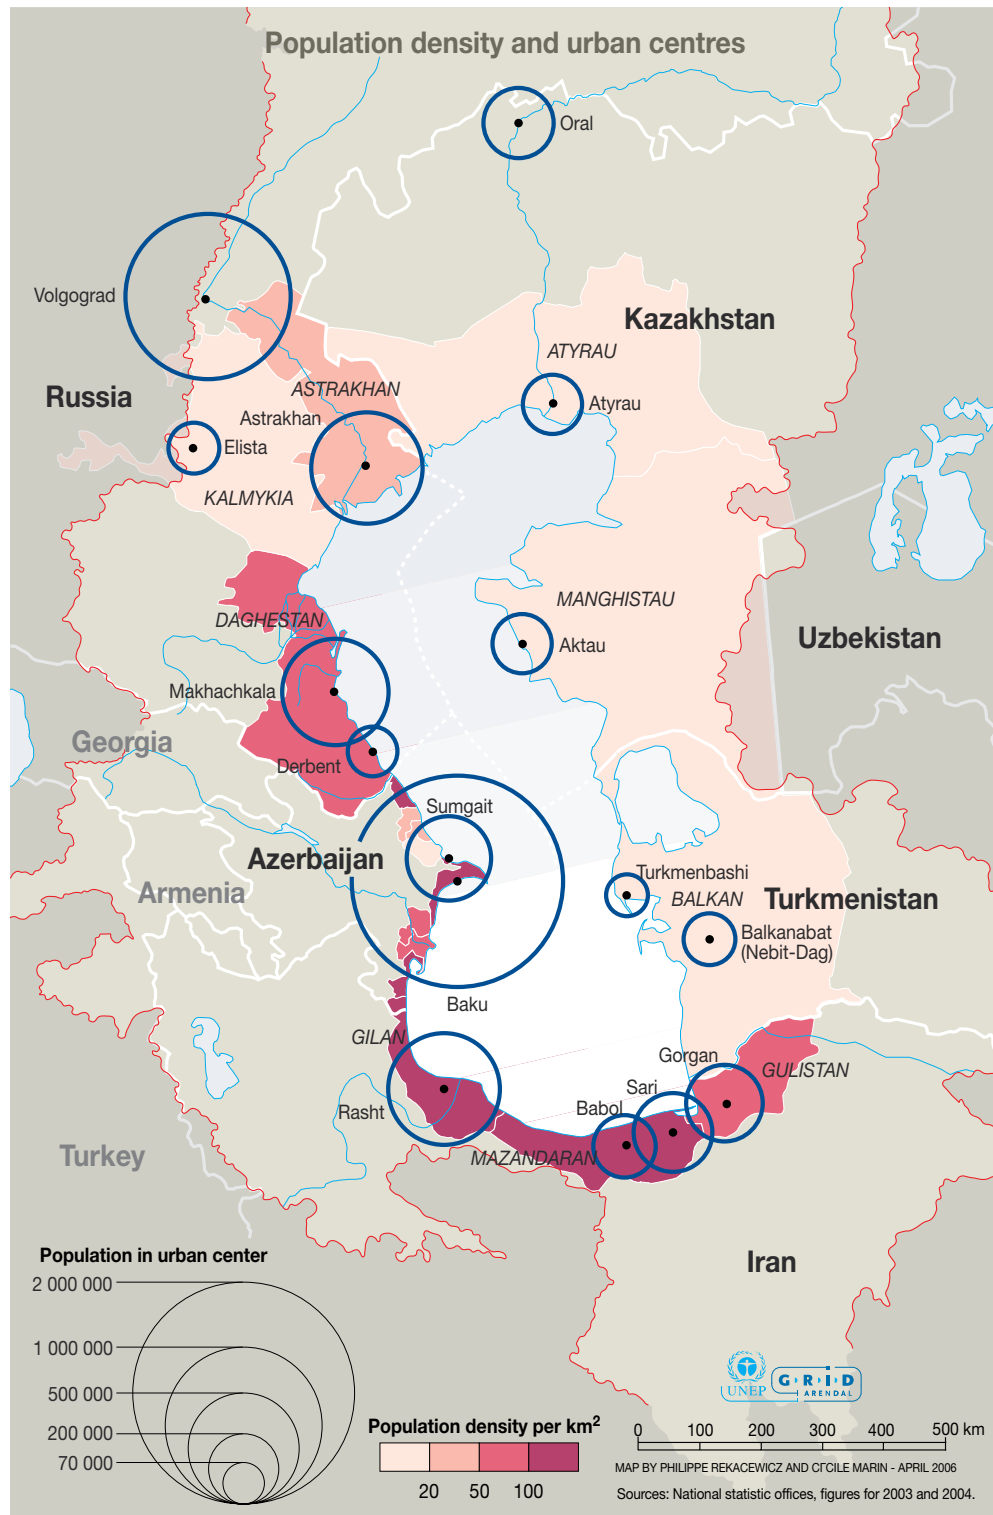 Population density and urban centres
Oral
Volgograd
Kazakhstan
ATYRAU
Russia
ASTRAKHAN
Astrakhan
Atyrau
Elista
KALMYKIA
MANGHISTAU
DAGHESTAN
Uzbekistan
Aktau
Makhachkala
Georgia
Derbent
Sumgait
Azerbaijan
Turkmenbashi
Armenia
BALKAN
Turkmenistan
Balkanabat
(Nebit-Dag)
Baku
GILAN
Gorgan
GULISTAN
Sari
Rasht
Babol
Turkey
MAZANDARAN
Iran
Population in urban center
2 000 000
1 000 000
500 000
200 000
70 000
Population density per km²
20 50 100
UNEP
G R I D
ARENDAL
0 100 200 300 400 500 km
MAP BY PHILIPPE REKACEWICZ AND CГCILE MARIN - APRIL 2006
Sources: National statistic offices, figures for 2003 and 2004.